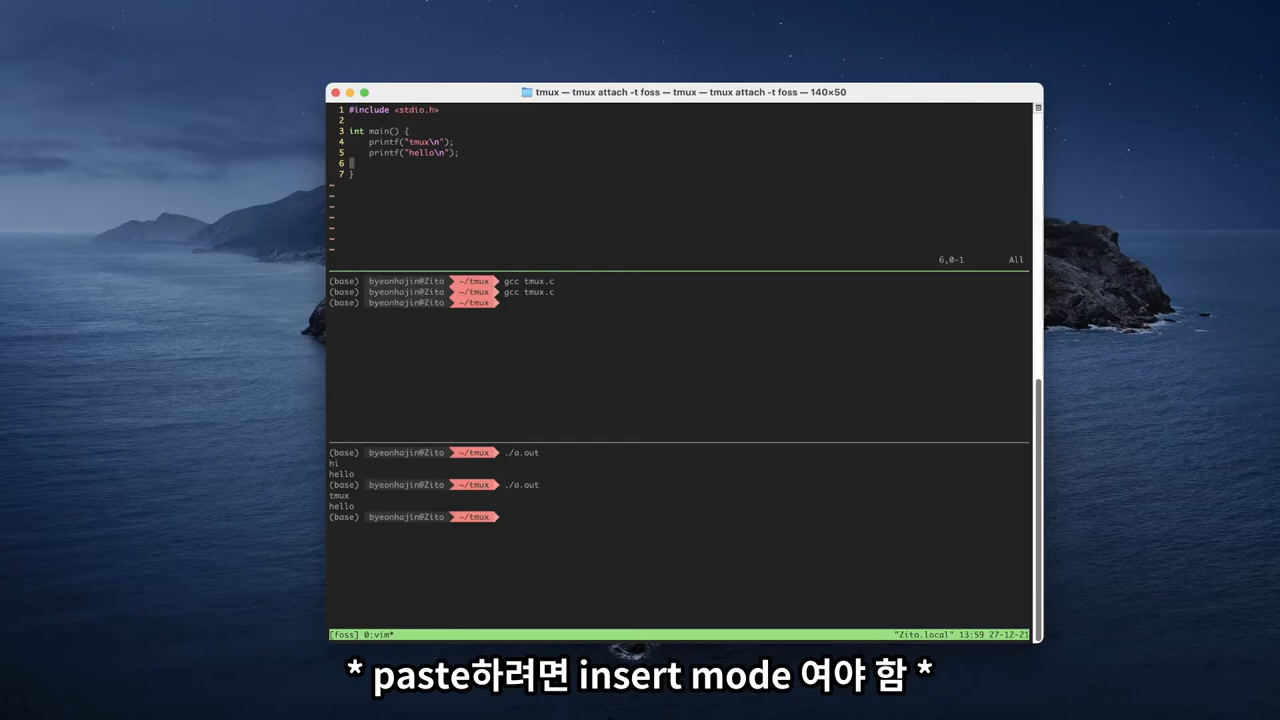 tmux — tmux attach -t foss — tmux — tmux attach -t foss — 140×50
1 #include <stdio.h>
2
3 int main() {
4     printf("tmux\n");
5     printf("hello\n");
6
7 }
~
~
~
~
~
~
~
6,0-1 All
(base) byeonhajin@Zito ~/tmux gcc tmux.c
(base) byeonhajin@Zito ~/tmux gcc tmux.c
(base) byeonhajin@Zito ~/tmux
(base) byeonhajin@Zito ~/tmux ./a.out
hi
hello
(base) byeonhajin@Zito ~/tmux ./a.out
tmux
hello
(base) byeonhajin@Zito ~/tmux
[foss] 0:vim* "Zito.local" 13:59 27-12-21
* paste하려면 insert mode 여야 함 *